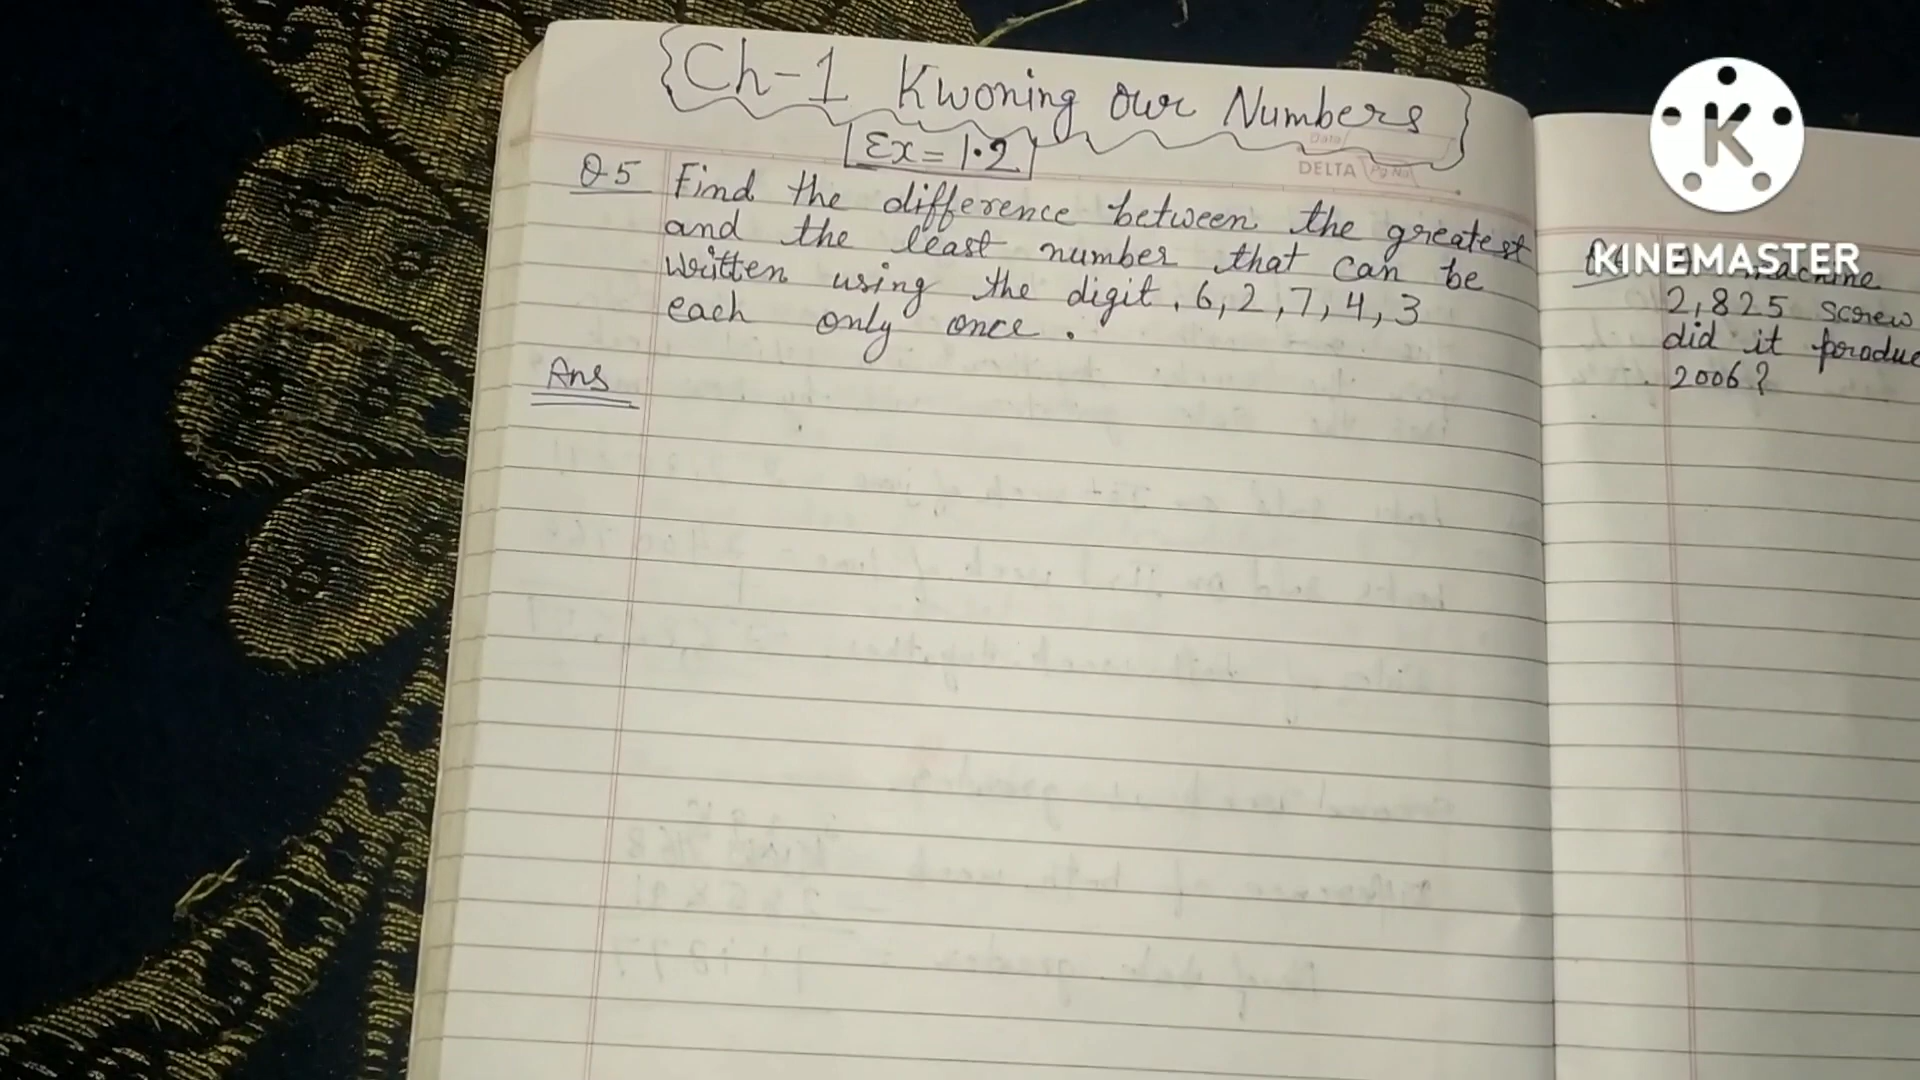 Ch-1 Kwoning Our Numbers
Ex = 1.2
Date
DELTA Pg No
Q5 Find the difference between the greatest
and the least number that can be
Written using the digit, 6, 2, 7, 4, 3
each only once.
Ans
K
KINEMASTER
machine
2,825 screw
did it produc
2006?